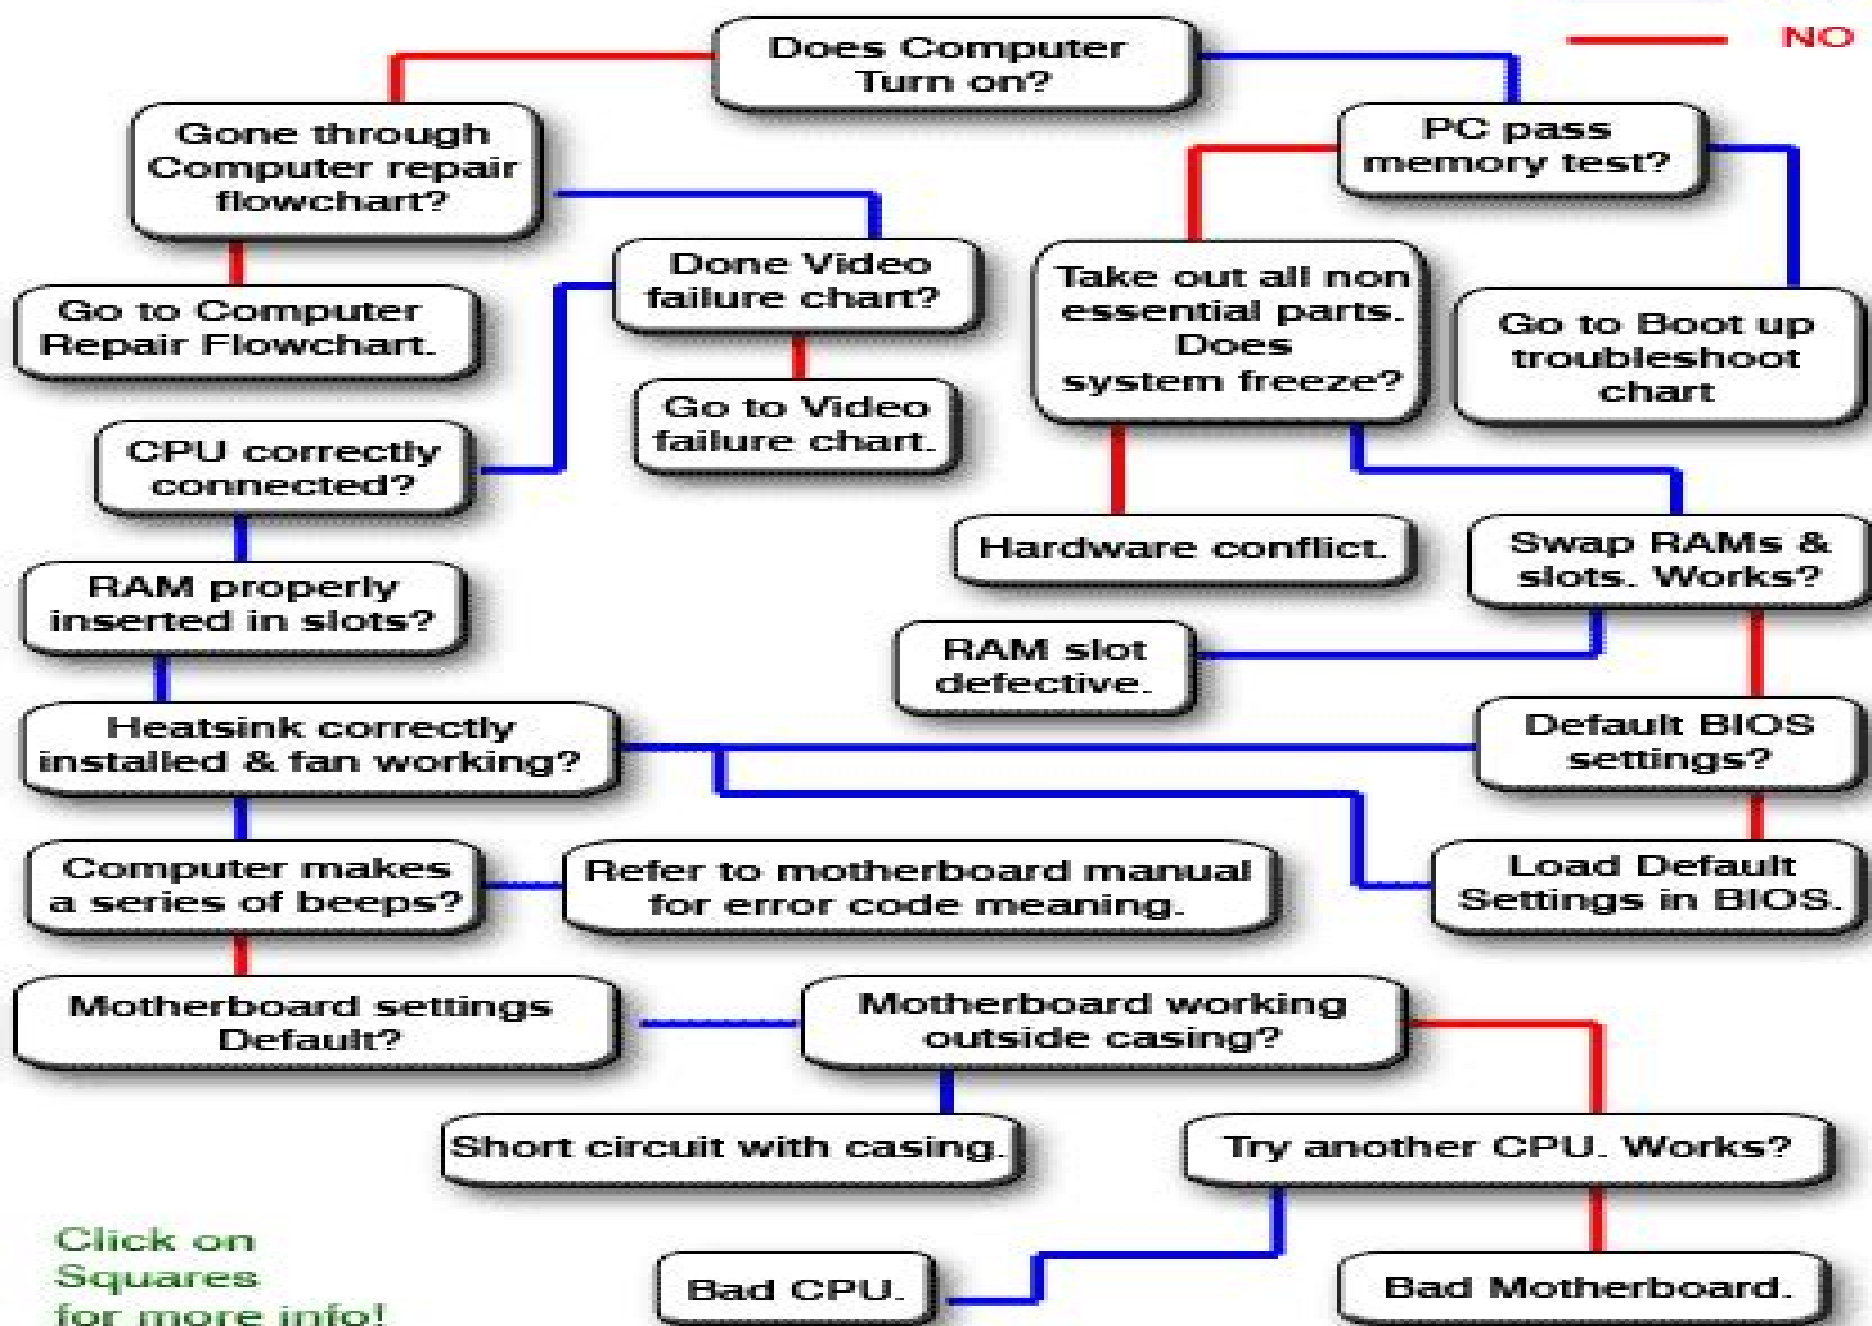 Does Computer
Turn on?
NO
Gone through
Computer repair
flowchart?
PC pass
memory test?
Done Video
failure chart?
Take out all non
essential parts.
Does
system freeze?
Go to Computer
Repair Flowchart.
Go to Boot up
troubleshoot
chart
Go to Video
failure chart.
CPU correctly
connected?
Hardware conflict.
Swap RAMs &
slots. Works?
RAM properly
inserted in slots?
RAM slot
defective.
Heatsink correctly
installed & fan working?
Default BIOS
settings?
Computer makes
a series of beeps?
Refer to motherboard manual
for error code meaning.
Load Default
Settings in BIOS.
Motherboard settings
Default?
Motherboard working
outside casing?
Short circuit with casing.
Try another CPU. Works?
Click on
Squares
for more info!
Bad CPU.
Bad Motherboard.